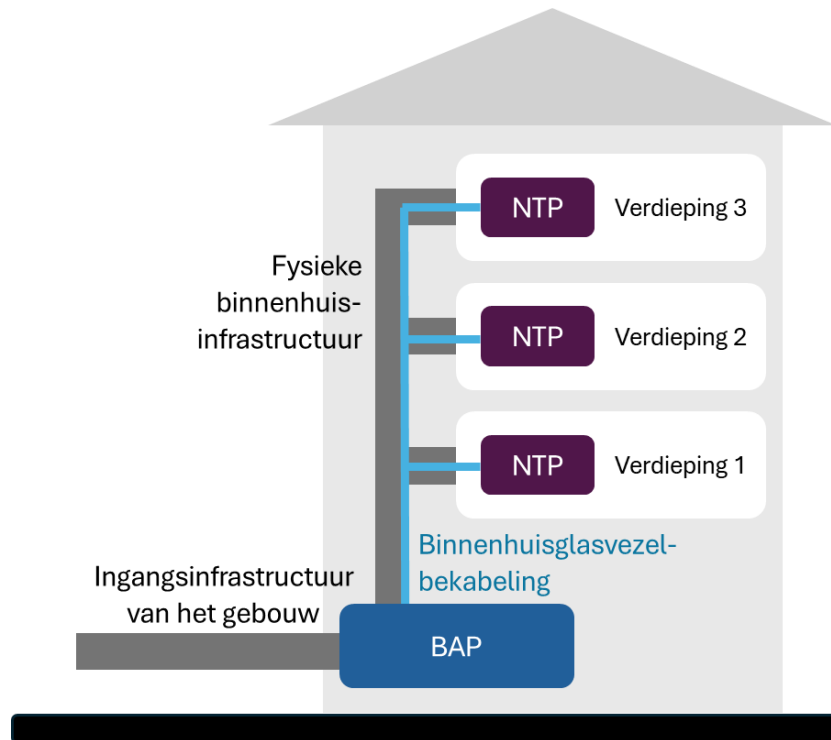 NTP
Verdieping 3
Fysieke
binnenhuis-
infrastructuur
NTP
Verdieping 2
NTP
Verdieping 1
Binnenhuisglasvezel-
bekabeling
Ingangsinfrastructuur
van het gebouw
BAP